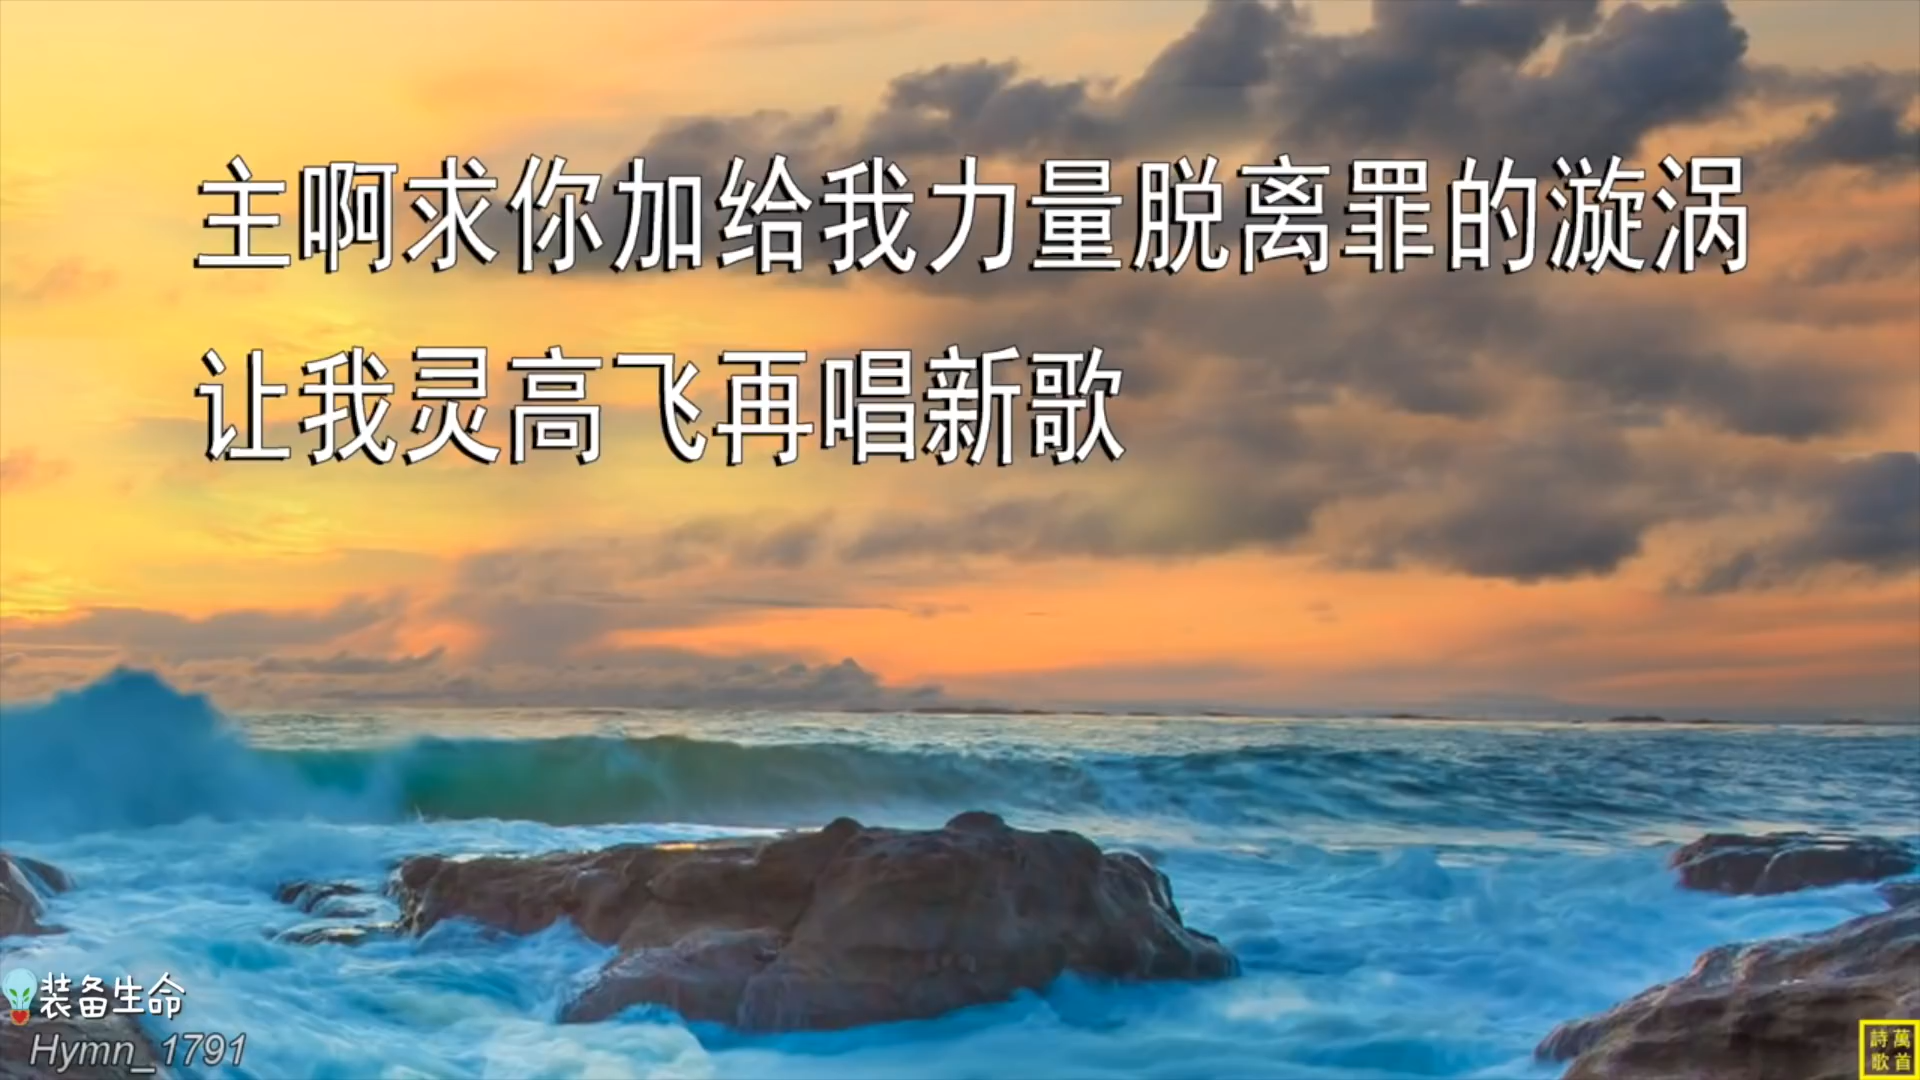 主啊求你加给我力量脱离罪的漩涡
让我灵高飞再唱新歌
装备生命
Hymn_1791
萬首
詩歌